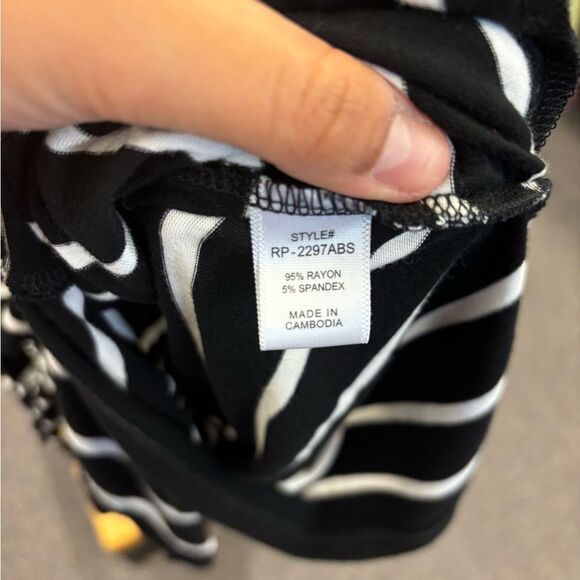 STYLE#
RP-2297ABS
95% RAYON
5% SPANDEX
MADE IN
CAMBODIA